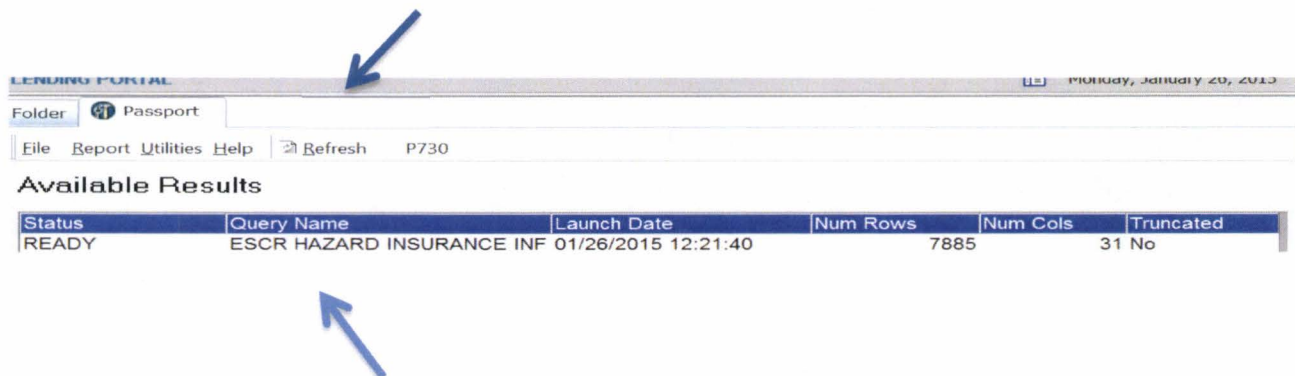 LENDING PORTAL Monday, January 26, 2015
Folder Passport
File Report Utilities Help Refresh P730
Available Results
Status Query Name Launch Date Num Rows Num Cols Truncated
READY ESCR HAZARD INSURANCE INF 01/26/2015 12:21:40 7885 31 No